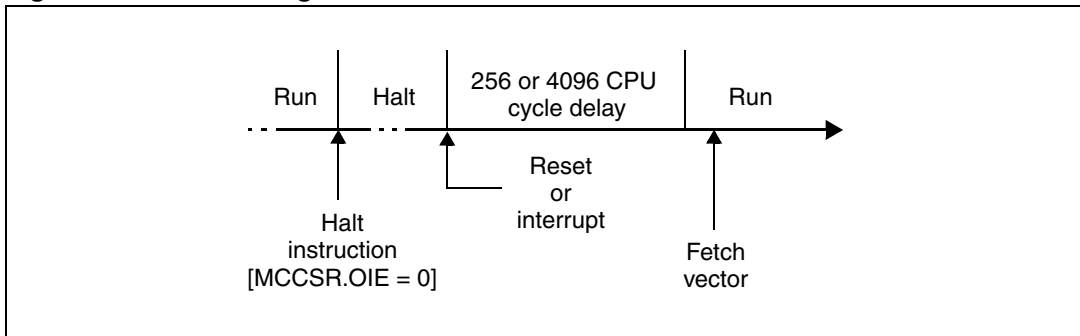 Run
Halt
256 or 4096 CPU
cycle delay
Run
Reset
or
interrupt
Halt
instruction
[MCCSR.OIE = 0]
Fetch
vector